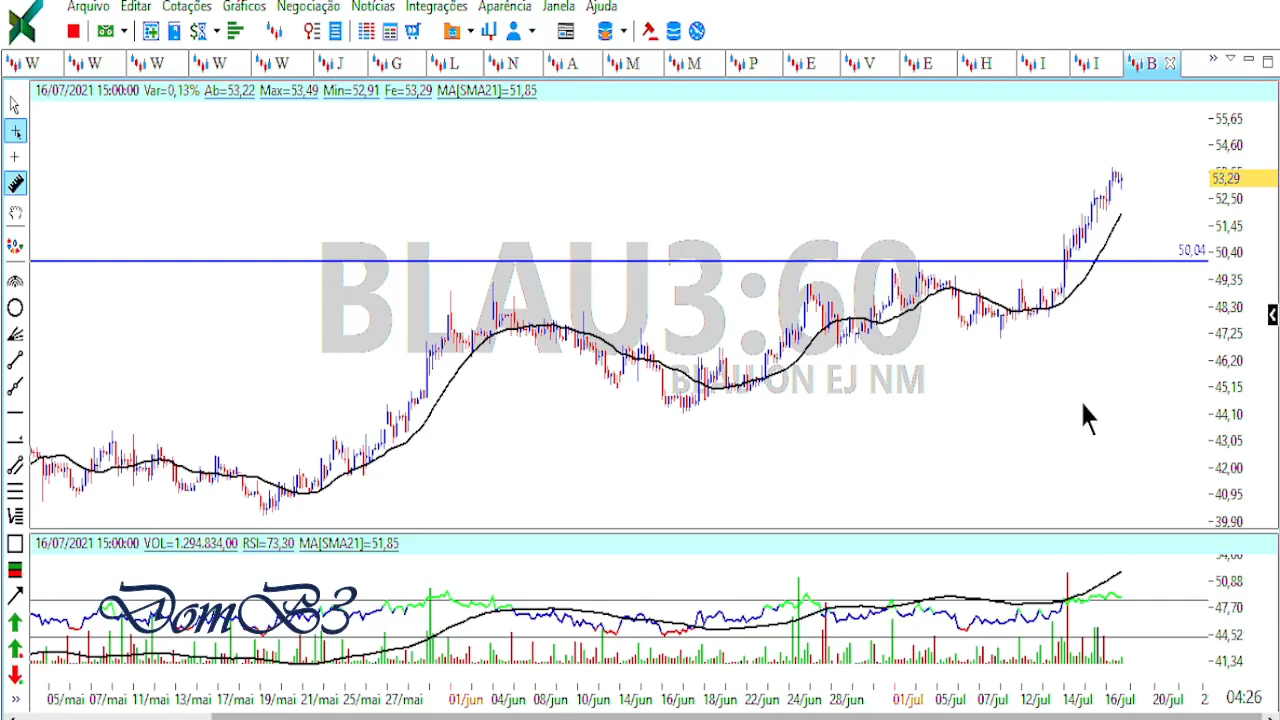 Arquivo Editar Cotações Gráficos Negociação Notícias Integrações Aparência Janela Ajuda
W W W W W J G L N A M M P E V E H I I B
16/07/2021 15:00:00 Var=0,13% Ab=53,22 Max=53,49 Min=52,91 Fe=53,29 MA[SMA21]=51,85
55,65
54,60
53,29
52,50
51,45
50,04
50,40
49,35
48,30
47,25
46,20
45,15
44,10
43,05
42,00
40,95
39,90
BLAU3:60
BLAU ON EJ NM
16/07/2021 15:00:00 VOL=1.294.834,00 RSI=73,30 MA[SMA21]=51,85
50,88
47,70
44,52
41,34
DomB3
05/mai 07/mai 11/mai 13/mai 17/mai 19/mai 21/mai 25/mai 27/mai 01/jun 04/jun 08/jun 10/jun 14/jun 16/jun 18/jun 22/jun 24/jun 28/jun 01/jul 05/jul 07/jul 12/jul 14/jul 16/jul 20/jul 2 04:26